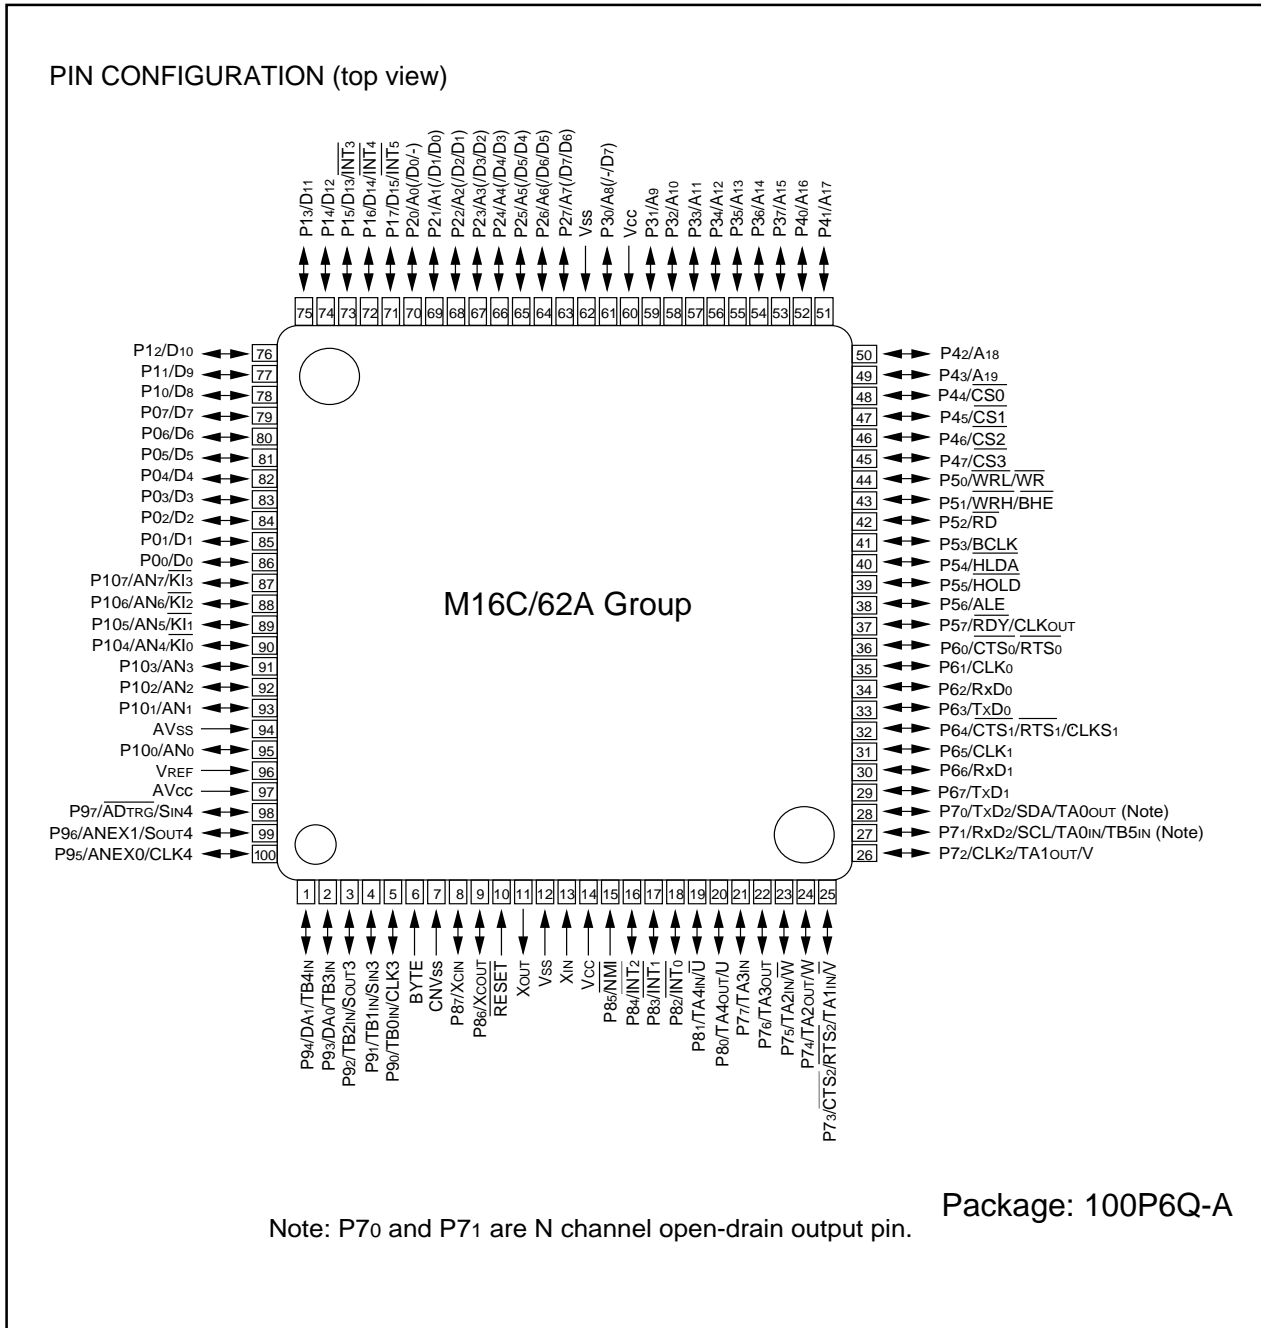 PIN CONFIGURATION (top view)
P13/D11
P14/D12
P15/D13/INT3
P16/D14/INT4
P17/D15/INT5
P20/A0(/D0/-)
P21/A1(/D1/D0)
P22/A2(/D2/D1)
P23/A3(/D3/D2)
P24/A4(/D4/D3)
P25/A5(/D5/D4)
P26/A6(/D6/D5)
P27/A7(/D7/D6)
Vss
P30/A8(/-/D7)
Vcc
P31/A9
P32/A10
P33/A11
P34/A12
P35/A13
P36/A14
P37/A15
P40/A16
P41/A17
75 74 73 72 71 70 69 68 67 66 65 64 63 62 61 60 59 58 57 56 55 54 53 52 51
P12/D10 76
P11/D9 77
P10/D8 78
P07/D7 79
P06/D6 80
P05/D5 81
P04/D4 82
P03/D3 83
P02/D2 84
P01/D1 85
P00/D0 86
P107/AN7/KI3 87
P106/AN6/KI2 88
P105/AN5/KI1 89
P104/AN4/KI0 90
P103/AN3 91
P102/AN2 92
P101/AN1 93
AVss 94
P100/AN0 95
VREF 96
AVcc 97
P97/ADTRG/SIN4 98
P96/ANEX1/SOUT4 99
P95/ANEX0/CLK4 100
M16C/62A Group
50 P42/A18
49 P43/A19
48 P44/CS0
47 P45/CS1
46 P46/CS2
45 P47/CS3
44 P50/WRL/WR
43 P51/WRH/BHE
42 P52/RD
41 P53/BCLK
40 P54/HLDA
39 P55/HOLD
38 P56/ALE
37 P57/RDY/CLKOUT
36 P60/CTS0/RTS0
35 P61/CLK0
34 P62/RxD0
33 P63/TxD0
32 P64/CTS1/RTS1/CLKS1
31 P65/CLK1
30 P66/RxD1
29 P67/TxD1
28 P70/TxD2/SDA/TA0OUT (Note)
27 P71/RxD2/SCL/TA0IN/TB5IN (Note)
26 P72/CLK2/TA1OUT/V
1 2 3 4 5 6 7 8 9 10 11 12 13 14 15 16 17 18 19 20 21 22 23 24 25
P94/DA1/TB4IN
P93/DA0/TB3IN
P92/TB2IN/SOUT3
P91/TB1IN/SIN3
P90/TB0IN/CLK3
BYTE
CNVss
P87/XCIN
P86/XCOUT
RESET
XOUT
Vss
XIN
Vcc
P85/NMI
P84/INT2
P83/INT1
P82/INT0
P81/TA4IN/U
P80/TA4OUT/U
P77/TA3IN
P76/TA3OUT
P75/TA2IN/W
P74/TA2OUT/W
P73/CTS2/RTS2/TA1IN/V
Package: 100P6Q-A
Note: P70 and P71 are N channel open-drain output pin.